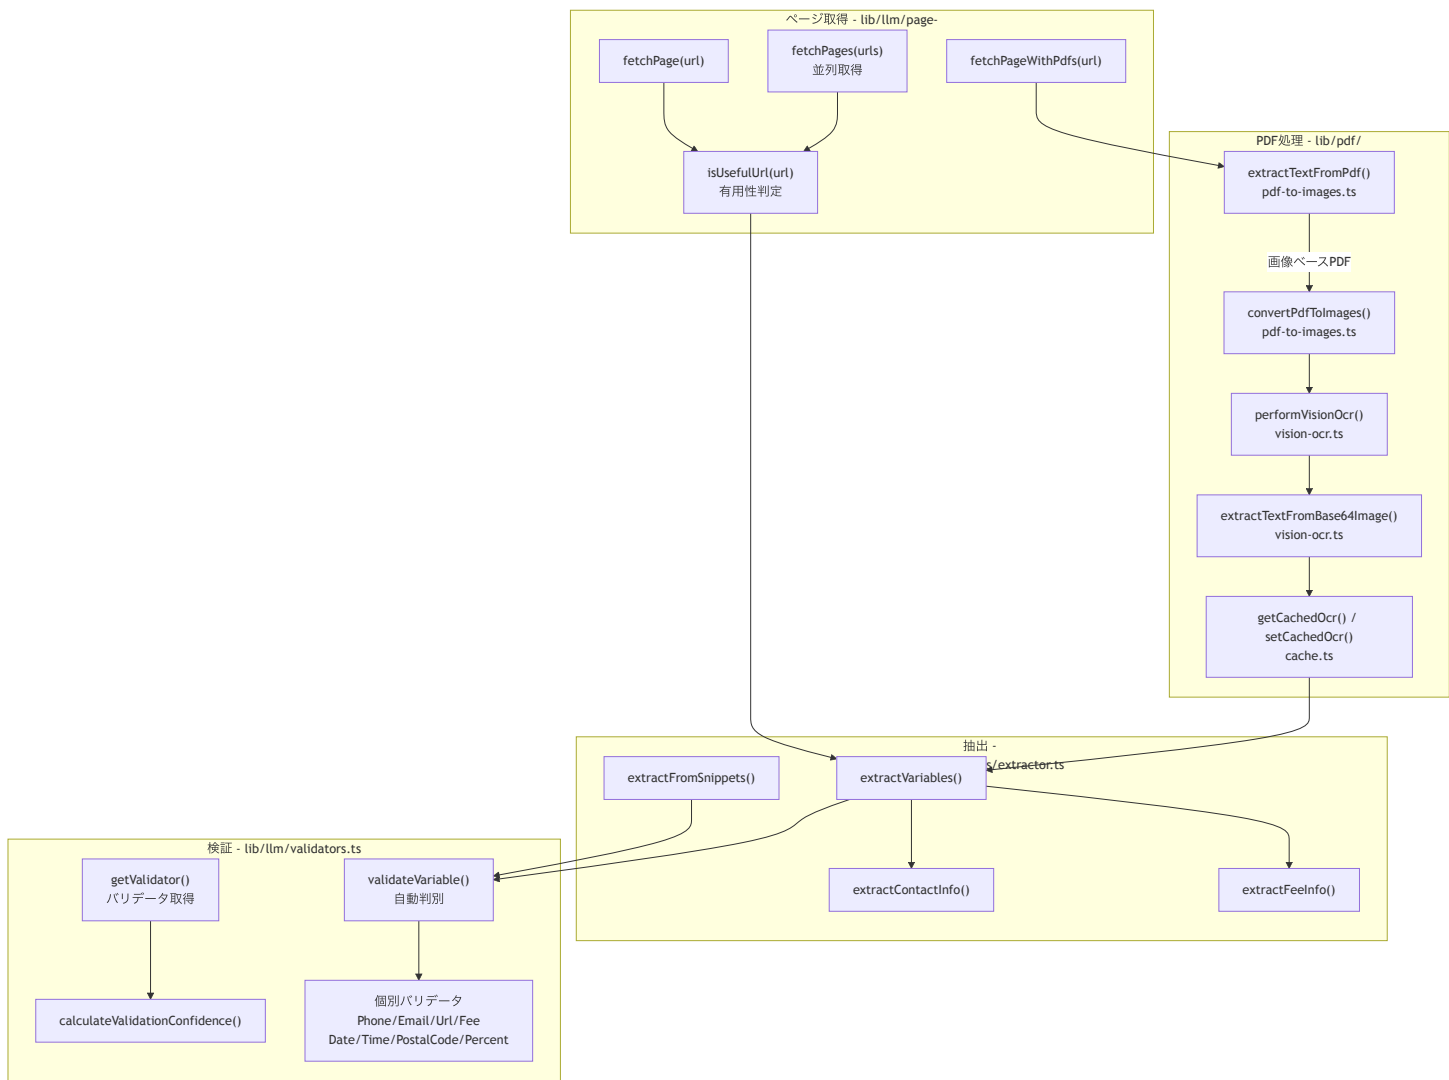 ページ取得 - lib/llm/page-
fetchPage(url)
fetchPages(urls)
並列取得
fetchPageWithPdfs(url)
isUsefulUrl(url)
有用性判定
PDF処理 - lib/pdf/
extractTextFromPdf()
pdf-to-images.ts
画像ベースPDF
convertPdfToImages()
pdf-to-images.ts
performVisionOcr()
vision-ocr.ts
extractTextFromBase64Image()
vision-ocr.ts
getCachedOcr() /
setCachedOcr()
cache.ts
抽出 -
s/extractor.ts
extractFromSnippets()
extractVariables()
extractContactInfo()
extractFeeInfo()
検証 - lib/llm/validators.ts
getValidator()
バリデータ取得
validateVariable()
自動判別
calculateValidationConfidence()
個別バリデータ
Phone/Email/Url/Fee
Date/Time/PostalCode/Percent